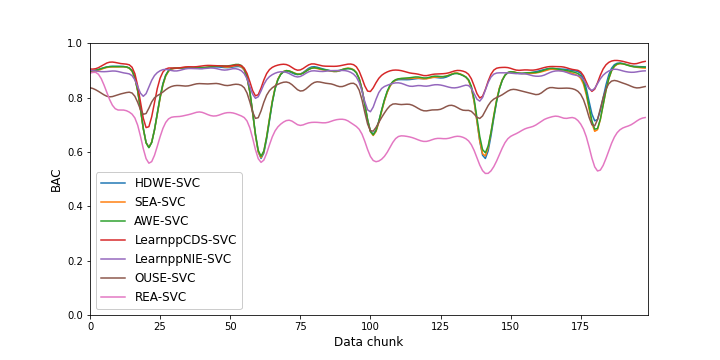 1.0
0.8
0.6
0.4
0.2
0.0
BAC
HDWE-SVC
SEA-SVC
AWE-SVC
LearnppCDS-SVC
LearnppNIE-SVC
OUSE-SVC
REA-SVC
0 25 50 75 100 125 150 175
Data chunk